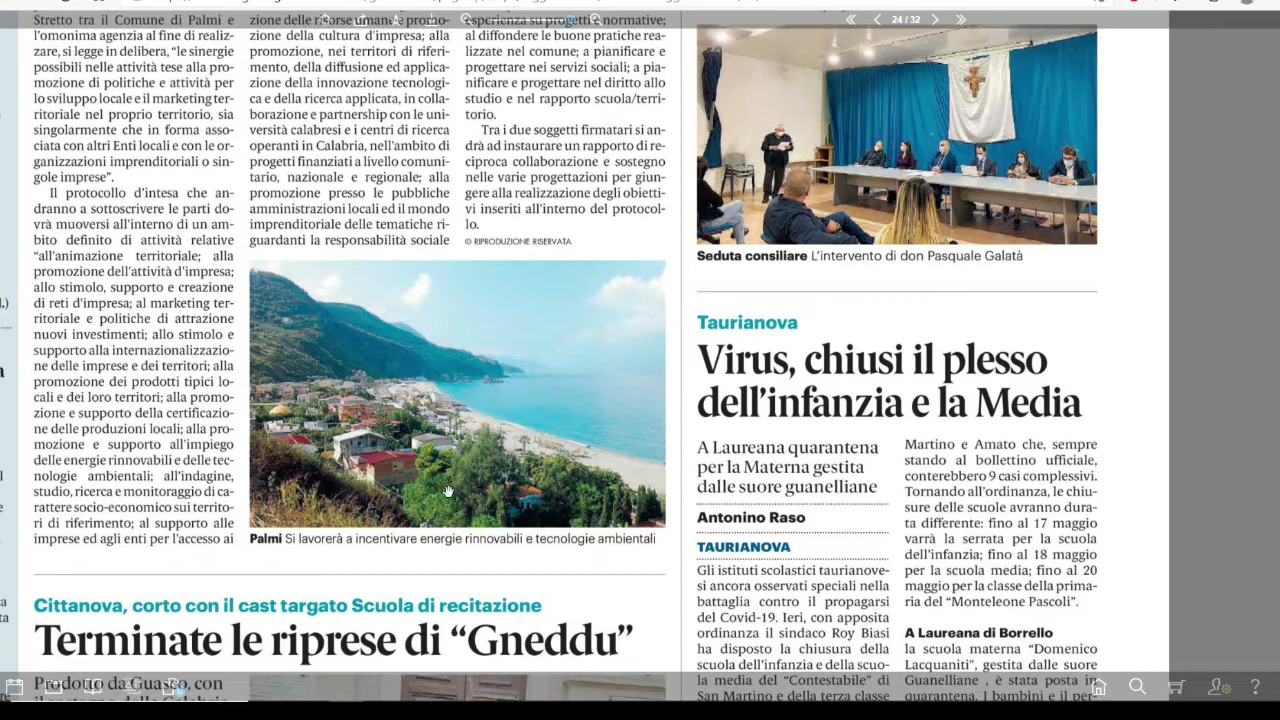 24 / 32
Stretto tra il Comune di Palmi e
l'omonima agenzia al fine di realiz-
zare, si legge in delibera, “le sinergie
possibili nelle attività tese alla pro-
mozione di politiche e attività per
lo sviluppo locale e il marketing ter-
ritoriale nel proprio territorio, sia
singolarmente che in forma asso-
ciata con altri Enti locali e con le or-
ganizzazioni imprenditoriali o sin-
gole imprese”.
Il protocollo d'intesa che an-
dranno a sottoscrivere le parti do-
vrà muoversi all'interno di un am-
bito definito di attività relative
“all'animazione territoriale; alla
promozione dell'attività d'impresa;
allo stimolo, supporto e creazione
di reti d'impresa; al marketing ter-
ritoriale e politiche di attrazione
nuovi investimenti; allo stimolo e
supporto alla internazionalizzazio-
ne delle imprese e dei territori; alla
promozione dei prodotti tipici lo-
cali e dei loro territori; alla promo-
zione e supporto della certificazio-
ne delle produzioni locali; alla pro-
mozione e supporto all'impiego
delle energie rinnovabili e delle tec-
nologie ambientali; all'indagine,
studio, ricerca e monitoraggio di ca-
rattere socio-economico sui territo-
ri di riferimento; al supporto alle
imprese ed agli enti per l'accesso ai
zione delle risorse umane; promo-
zione della cultura d'impresa; alla
promozione, nei territori di riferi-
mento, della diffusione ed applica-
zione della innovazione tecnologi-
ca e della ricerca applicata, in colla-
borazione e partnership con le uni-
versità calabresi e i centri di ricerca
operanti in Calabria, nell'ambito di
progetti finanziati a livello comuni-
tario, nazionale e regionale; alla
promozione presso le pubbliche
amministrazioni locali ed il mondo
imprenditoriale delle tematiche ri-
guardanti la responsabilità sociale
esperienza su progetti e normative;
al diffondere le buone pratiche rea-
lizzate nel comune; a pianificare e
progettare nei servizi sociali; a pia-
nificare e progettare nel diritto allo
studio e nel rapporto scuola/terri-
torio.
Tra i due soggetti firmatari si an-
drà ad instaurare un rapporto di re-
ciproca collaborazione e sostegno
nelle varie progettazioni per giun-
gere alla realizzazione degli obietti-
vi inseriti all'interno del protocol-
lo.
© RIPRODUZIONE RISERVATA
Palmi Si lavorerà a incentivare energie rinnovabili e tecnologie ambientali
Cittanova, corto con il cast targato Scuola di recitazione
Terminate le riprese di “Gneddu”
Prodotto da Guasco, con
Seduta consiliare L'intervento di don Pasquale Galatà
Taurianova
Virus, chiusi il plesso
dell'infanzia e la Media
A Laureana quarantena
per la Materna gestita
dalle suore guanelliane
Antonino Raso
TAURIANOVA
Gli istituti scolastici taurianove-
si ancora osservati speciali nella
battaglia contro il propagarsi
del Covid-19. Ieri, con apposita
ordinanza il sindaco Roy Biasi
ha disposto la chiusura della
scuola dell'infanzia e della scuo-
la media del “Contestabile” di
San Martino e della terza classe
Martino e Amato che, sempre
stando al bollettino ufficiale,
conterebbero 9 casi complessivi.
Tornando all'ordinanza, le chiu-
sure delle scuole avranno dura-
ta differente: fino al 17 maggio
varrà la serrata per la scuola
dell'infanzia; fino al 18 maggio
per la scuola media; fino al 20
maggio per la classe della prima-
ria del “Monteleone Pascoli”.
A Laureana di Borrello
la scuola materna “Domenico
Lacquaniti”, gestita dalle suore
Guanelliane , è stata posta in
quarantena. I bambini e il per-